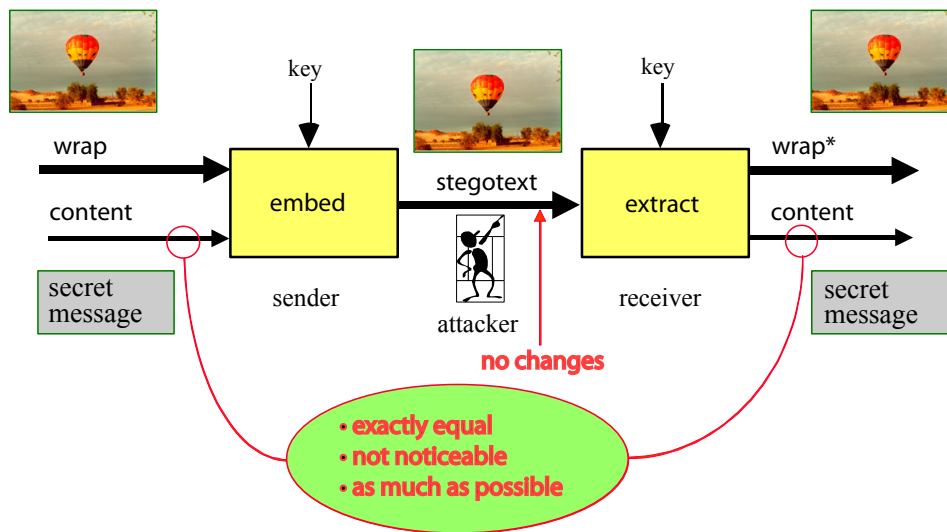 key
key
wrap
wrap*
stegotext
embed
extract
content
content
secret
message
sender
receiver
secret
message
attacker
no changes
• exactly equal
• not noticeable
• as much as possible